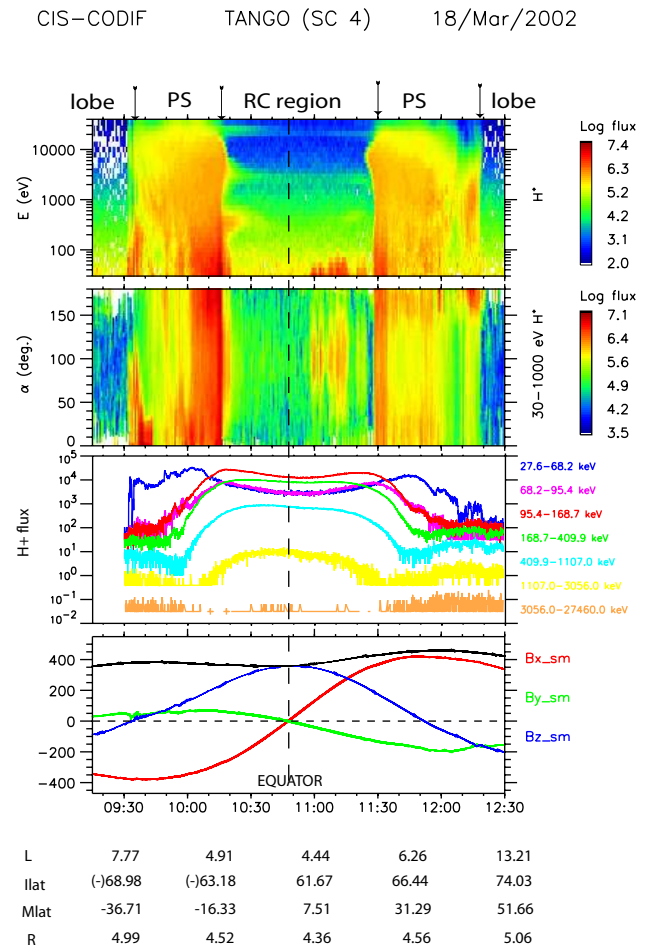 CIS−CODIF TANGO (SC 4) 18/Mar/2002
lobe PS RC region PS lobe
E (eV)
10000
1000
100
H+
Log flux
7.4
6.3
5.2
4.2
3.1
2.0
α (deg.)
150
100
50
0
30−1000 eV H+
Log flux
7.1
6.4
5.6
4.9
4.2
3.5
H+ flux
10^5
10^4
10^3
10^2
10^1
10^0
10^−1
10^−2
27.6−68.2 keV
68.2−95.4 keV
95.4−168.7 keV
168.7−409.9 keV
409.9−1107.0 keV
1107.0−3056.0 keV
3056.0−27460.0 keV
400
200
0
−200
−400
Bx_sm
By_sm
Bz_sm
EQUATOR
09:30 10:00 10:30 11:00 11:30 12:00 12:30
L 7.77 4.91 4.44 6.26 13.21
Ilat (-)68.98 (-)63.18 61.67 66.44 74.03
Mlat -36.71 -16.33 7.51 31.29 51.66
R 4.99 4.52 4.36 4.56 5.06